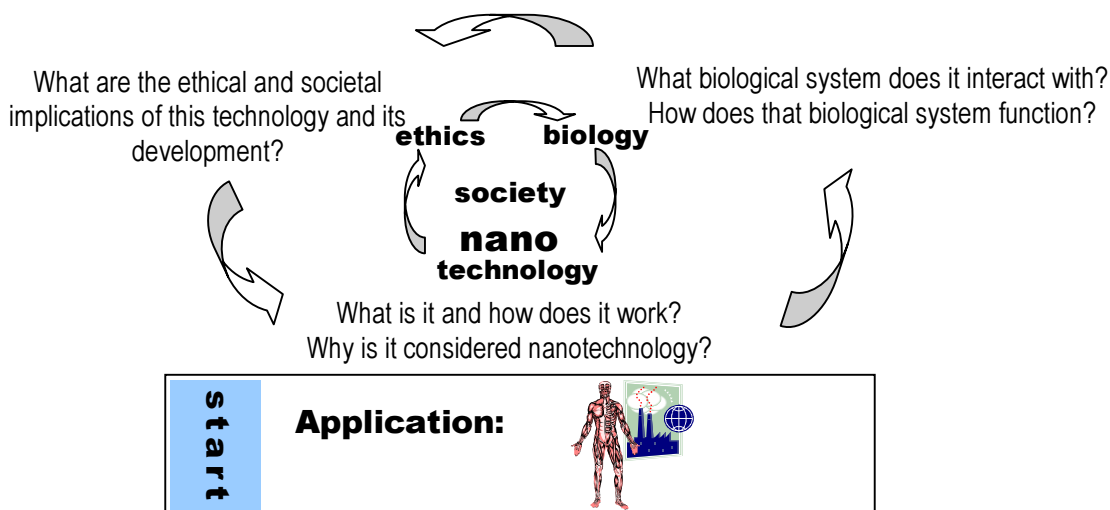 What are the ethical and societal
implications of this technology and its
development?
What biological system does it interact with?
How does that biological system function?
ethics
biology
society
nano
technology
What is it and how does it work?
Why is it considered nanotechnology?
start
Application: